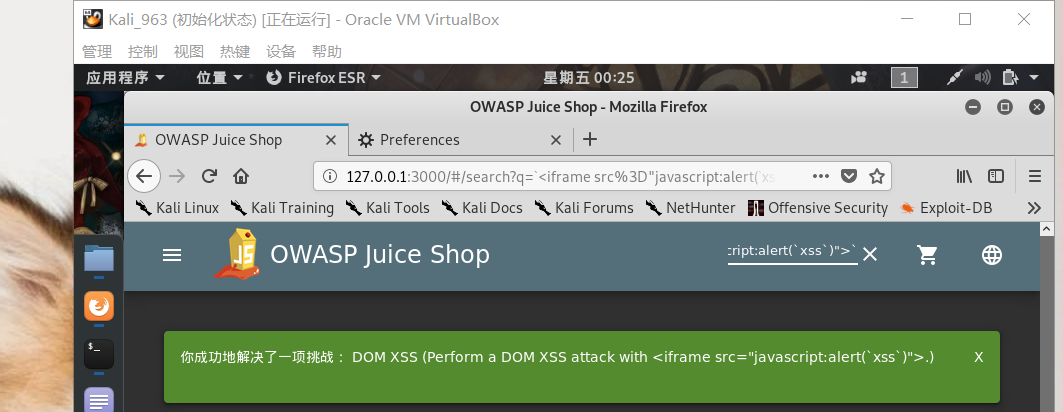 Kali_963 (初始化状态) [正在运行] - Oracle VM VirtualBox
管理 控制 视图 热键 设备 帮助
应用程序 位置 Firefox ESR 星期五 00:25 1
OWASP Juice Shop - Mozilla Firefox
OWASP Juice Shop Preferences
127.0.0.1:3000/#/search?q=`<iframe src%3D"javascript:alert(`xs
Kali Linux Kali Training Kali Tools Kali Docs Kali Forums NetHunter Offensive Security Exploit-DB
JS OWASP Juice Shop cript:alert(`xss`)">`
$_
你成功地解决了一项挑战 ：DOM XSS (Perform a DOM XSS attack with <iframe src="javascript:alert(`xss`)">.) X